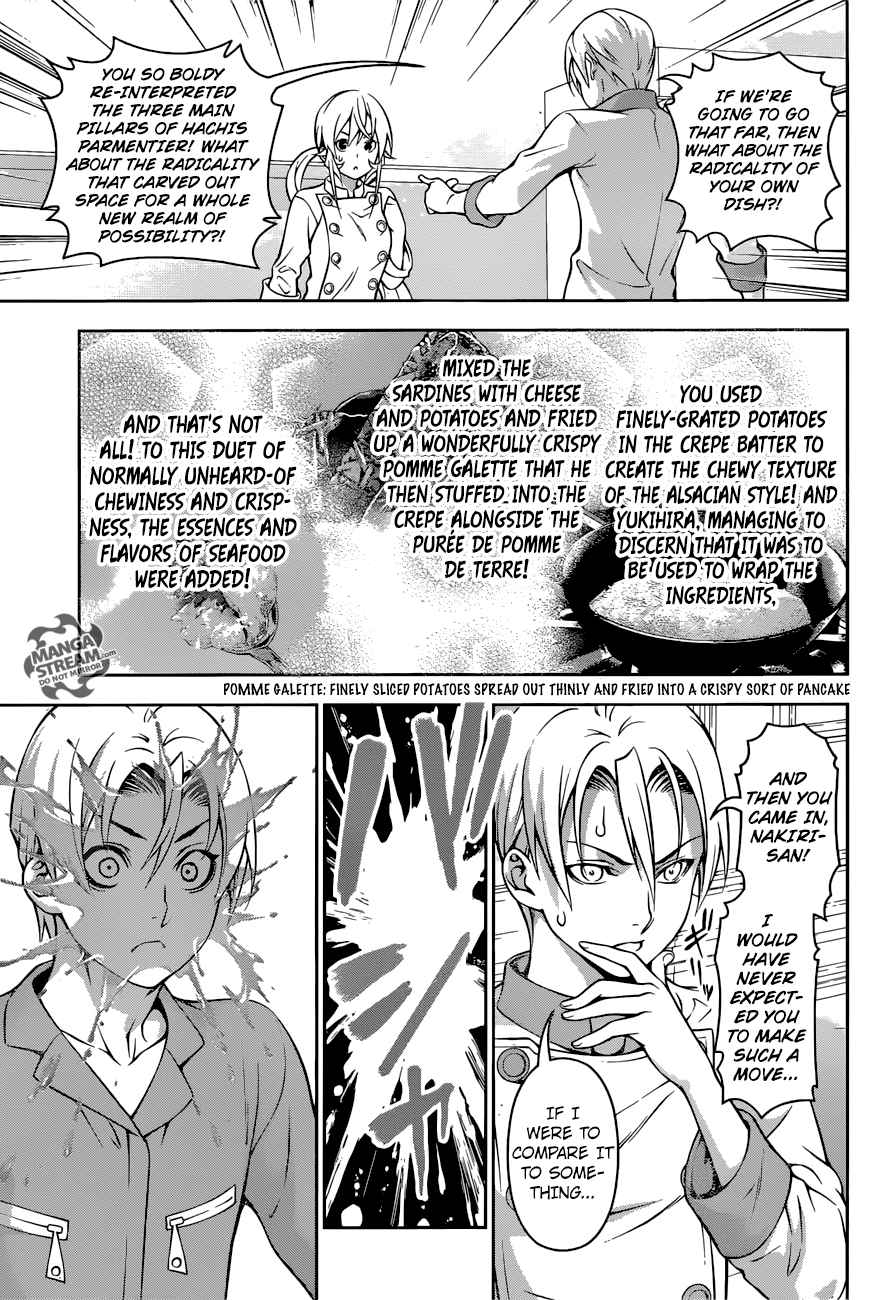 IF WE'RE
GOING TO GO
THAT FAR, THEN
WHAT ABOUT THE
RADICALITY OF
YOUR OWN
DISH?!
YOU SO BOLDY
RE-INTERPRETED
THE THREE MAIN
PILLARS OF HACHIS
PARMENTIER! WHAT
ABOUT THE RADICALITY
THAT CARVED OUT
SPACE FOR A WHOLE
NEW REALM OF
POSSIBILITY?!
YOU USED
FINELY-GRATED POTATOES
IN THE CREPE BATTER TO
CREATE THE CHEWY TEXTURE
OF THE ALSACIAN STYLE! AND
YUKIHIRA, MANAGING TO
DISCERN THAT IT WAS TO
BE USED TO WRAP THE
INGREDIENTS,
MIXED THE
SARDINES WITH CHEESE
AND POTATOES AND FRIED
UP A WONDERFULLY CRISPY
POMME GALETTE THAT HE
THEN STUFFED INTO THE
CREPE ALONGSIDE THE
PURÉE DE POMME
DE TERRE!
AND THAT'S NOT
ALL! TO THIS DUET OF
NORMALLY UNHEARD-OF
CHEWINESS AND CRISP-
NESS, THE ESSENCES AND
FLAVORS OF SEAFOOD
WERE ADDED!
MANGA
STREAM.com
DO NOT MIRROR
POMME GALETTE: FINELY SLICED POTATOES SPREAD OUT THINLY AND FRIED INTO A CRISPY SORT OF PANCAKE
AND
THEN YOU
CAME IN,
NAKIRI-
SAN!
I
WOULD
HAVE
NEVER
EXPECT-
ED YOU
TO MAKE
SUCH A
MOVE...
IF I
WERE TO
COMPARE IT
TO SOME-
THING...